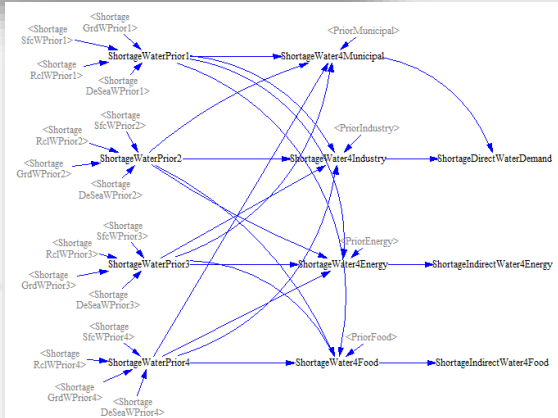 <Shortage
GrdWPrior1>
<Shortage
SfcWPrior1>
<Shortage
RclWPrior1>
<Shortage
DeSeaWPrior1>
ShortageWaterPrior1
<PriorMunicipal>
ShortageWater4Municipal
<Shortage
SfcWPrior2>
<Shortage
RclWPrior2>
<Shortage
GrdWPrior2>
<Shortage
DeSeaWPrior2>
ShortageWaterPrior2
<PriorIndustry>
ShortageWater4Industry
ShortageDirectWaterDemand
<Shortage
SfcWPrior3>
<Shortage
RclWPrior3>
<Shortage
GrdWPrior3>
<Shortage
DeSeaWPrior3>
ShortageWaterPrior3
<PriorEnergy>
ShortageWater4Energy
ShortageIndirectWater4Energy
<Shortage
SfcWPrior4>
<Shortage
RclWPrior4>
<Shortage
GrdWPrior4>
<Shortage
DeSeaWPrior4>
ShortageWaterPrior4
<PriorFood>
ShortageWater4Food
ShortageIndirectWater4Food